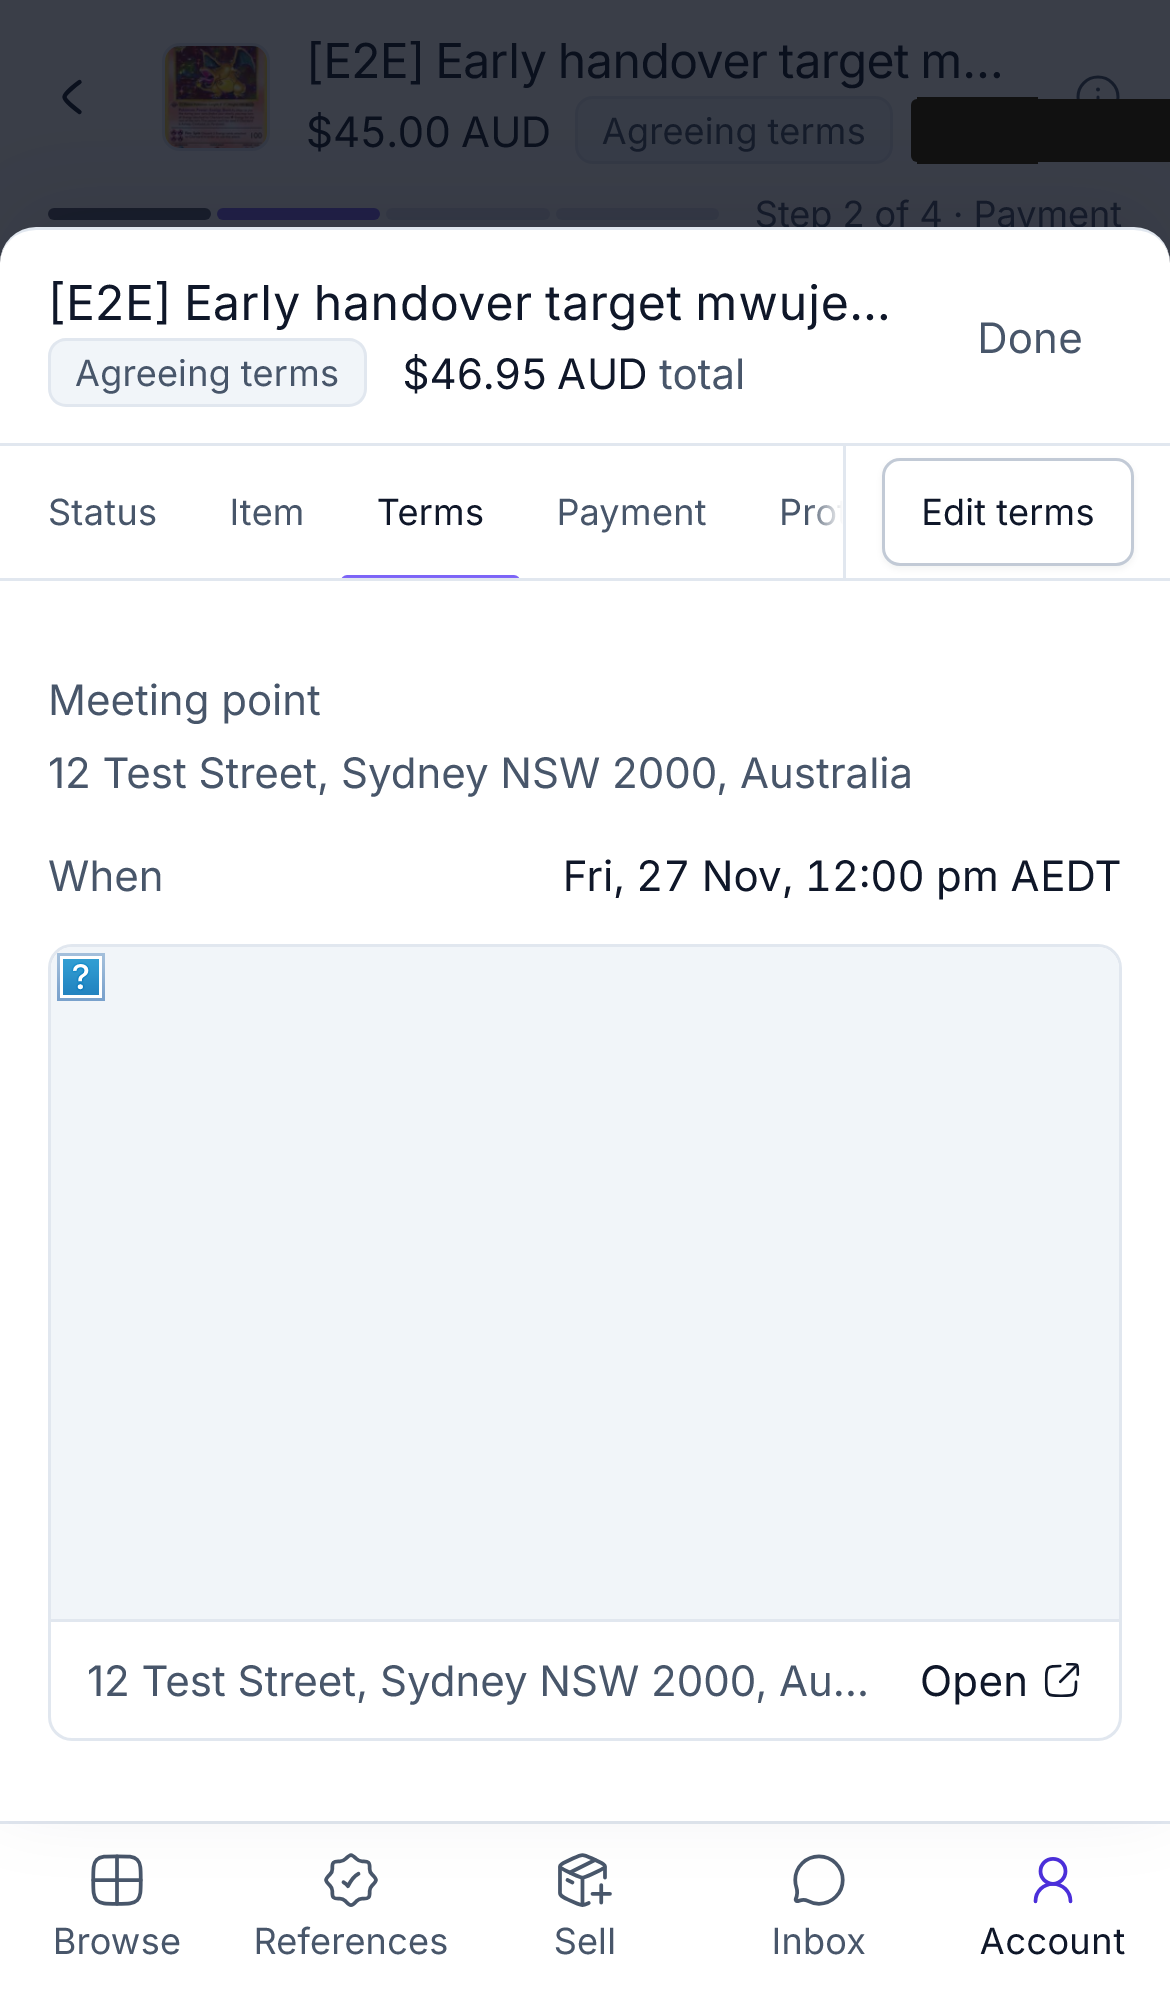 [E2E] Early handover target m...
$45.00 AUD
Agreeing terms
Step 2 of 4 · Payment
[E2E] Early handover target mwuje...
Done
Agreeing terms
$46.95 AUD total
Status
Item
Terms
Payment
Pro
Edit terms
Meeting point
12 Test Street, Sydney NSW 2000, Australia
When
Fri, 27 Nov, 12:00 pm AEDT
?
12 Test Street, Sydney NSW 2000, Au...
Open
Browse
References
Sell
Inbox
Account